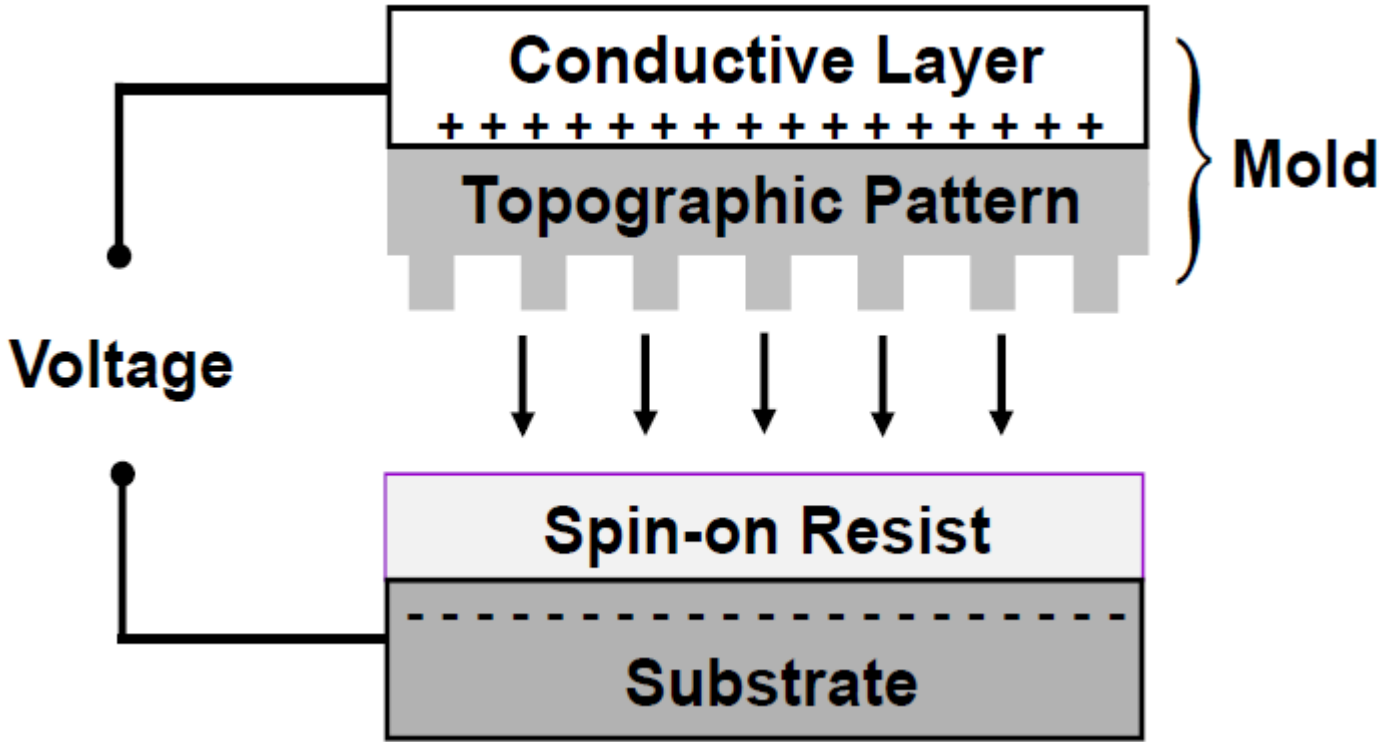 Conductive Layer
+ + + + + + + + + + + + + + + +
Topographic Pattern
Mold
Voltage
Spin-on Resist
- - - - - - - - - - - - - - - - - - - - -
Substrate